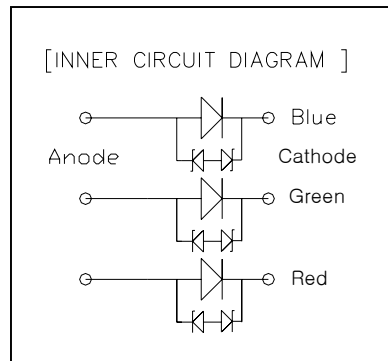 [INNER CIRCUIT DIAGRAM ]
Blue
Anode Cathode
Green
Red